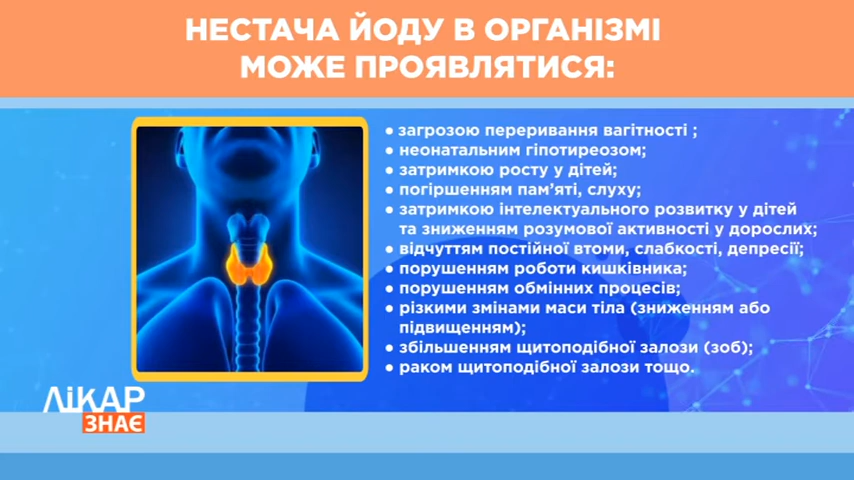 НЕСТАЧА ЙОДУ В ОРГАНІЗМІ
МОЖЕ ПРОЯВЛЯТИСЯ:
● загрозою переривання вагітності ;
● неонатальним гіпотиреозом;
● затримкою росту у дітей;
● погіршенням пам’яті, слуху;
● затримкою інтелектуального розвитку у дітей
та зниженням розумової активності у дорослих;
● відчуттям постійної втоми, слабкості, депресії;
● порушенням роботи кишківника;
● порушенням обмінних процесів;
● різкими змінами маси тіла (зниженням або
підвищенням);
● збільшенням щитоподібної залози (зоб);
● раком щитоподібної залози тощо.
ЛіКАР
ЗНАЄ